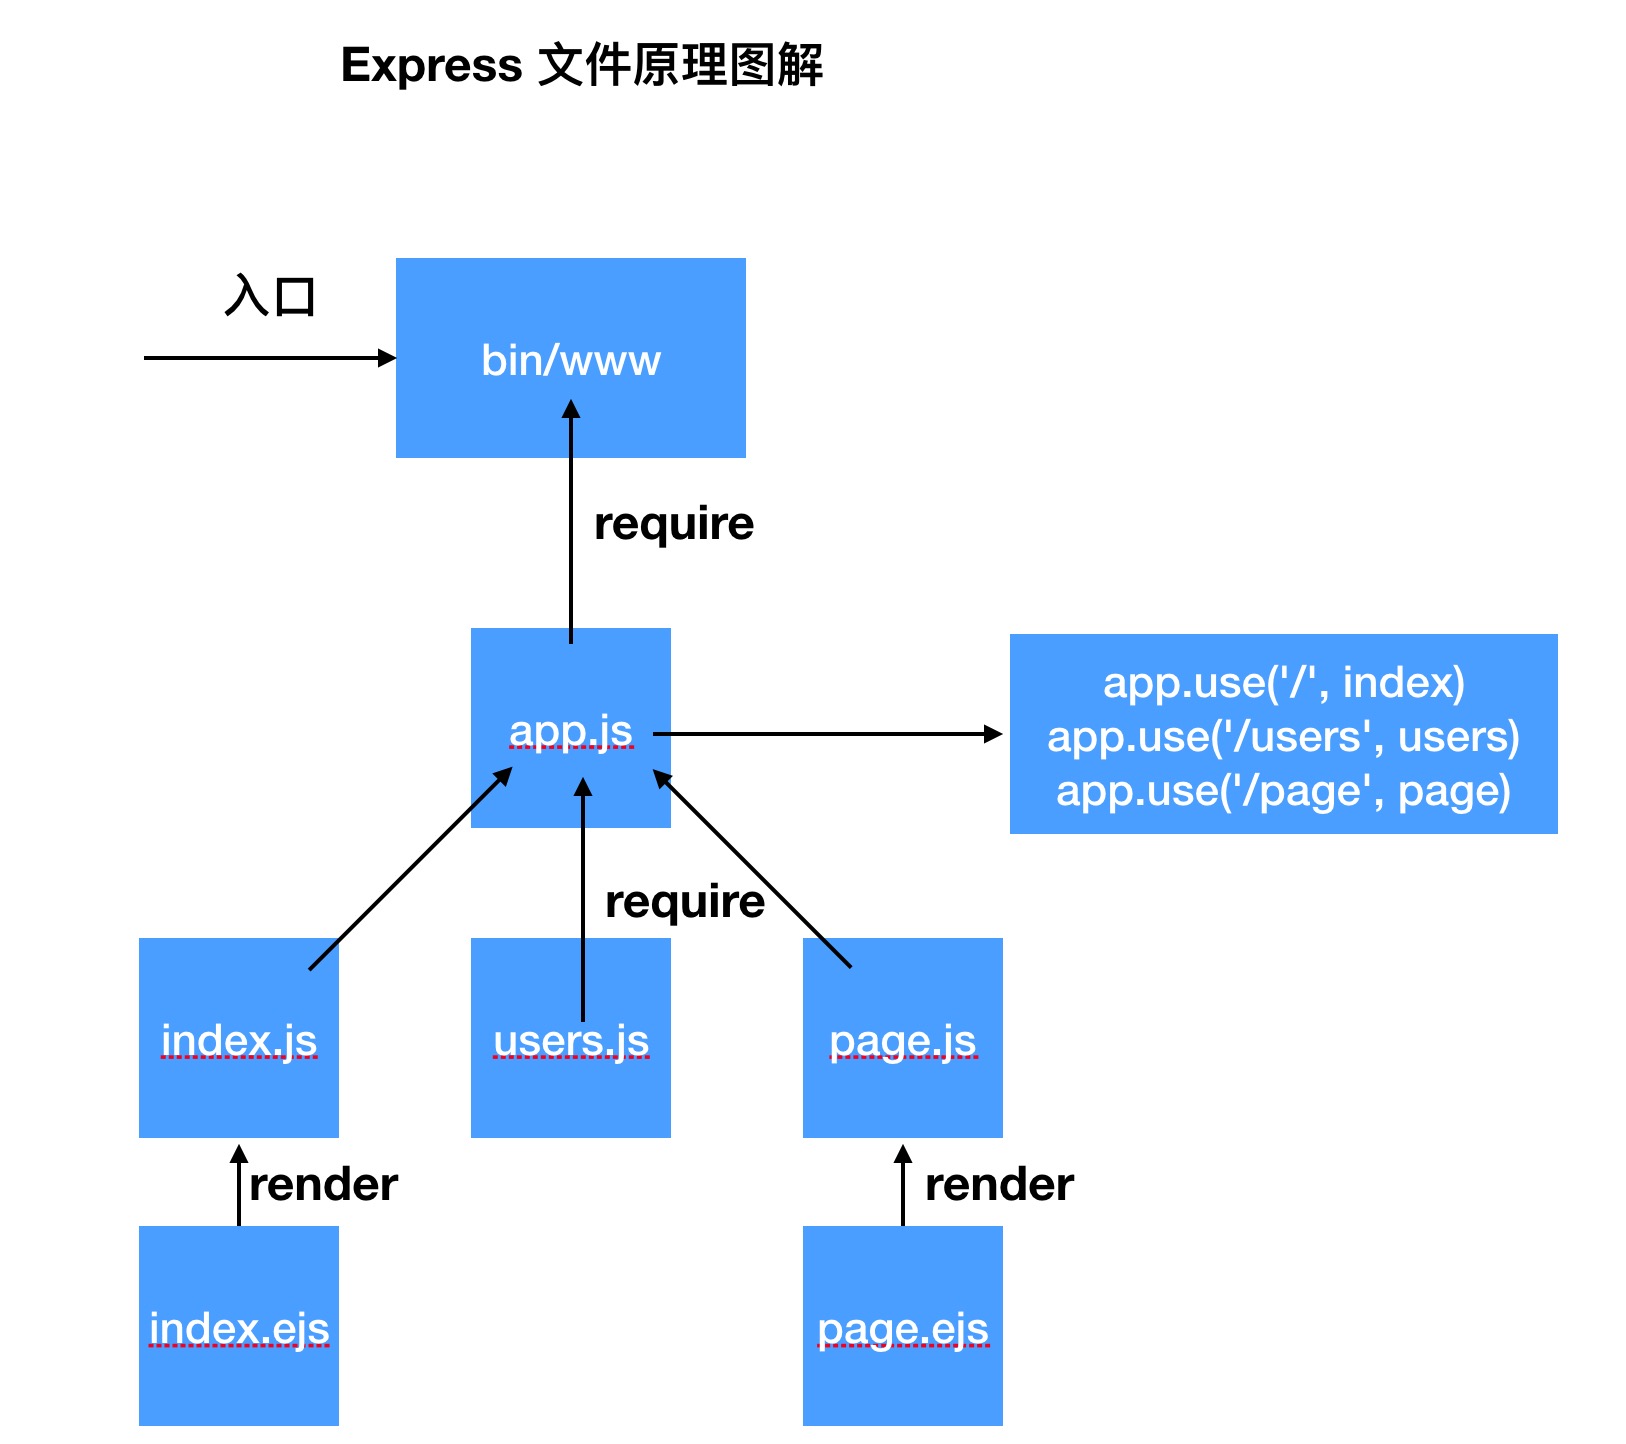 Express 文件原理图解
入口
bin/www
require
app.js
app.use('/', index)
app.use('/users', users)
app.use('/page', page)
require
index.js
users.js
page.js
render
render
index.ejs
page.ejs